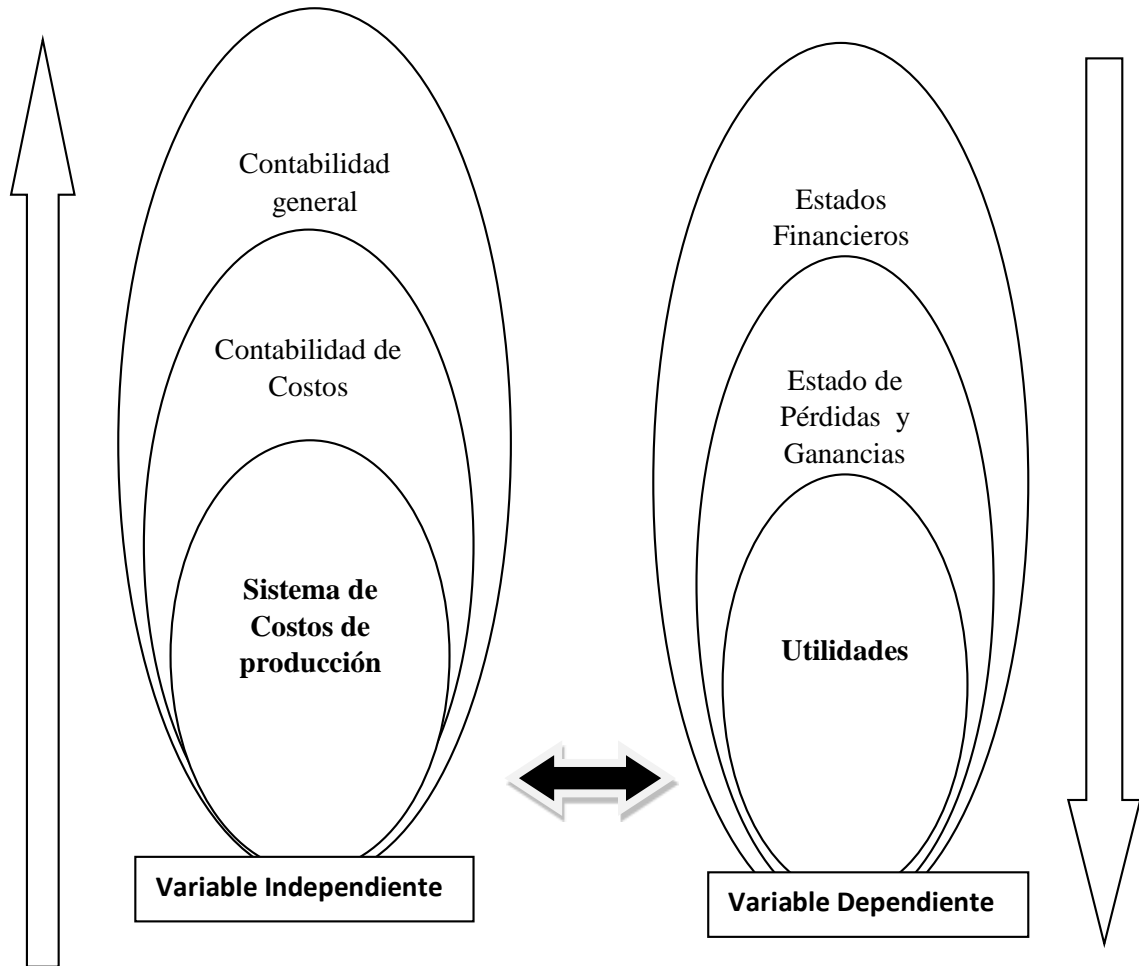 Contabilidad
general
Contabilidad de
Costos
Sistema de
Costos de
producción
Variable Independiente
Estados
Financieros
Estado de
Pérdidas y
Ganancias
Utilidades
Variable Dependiente